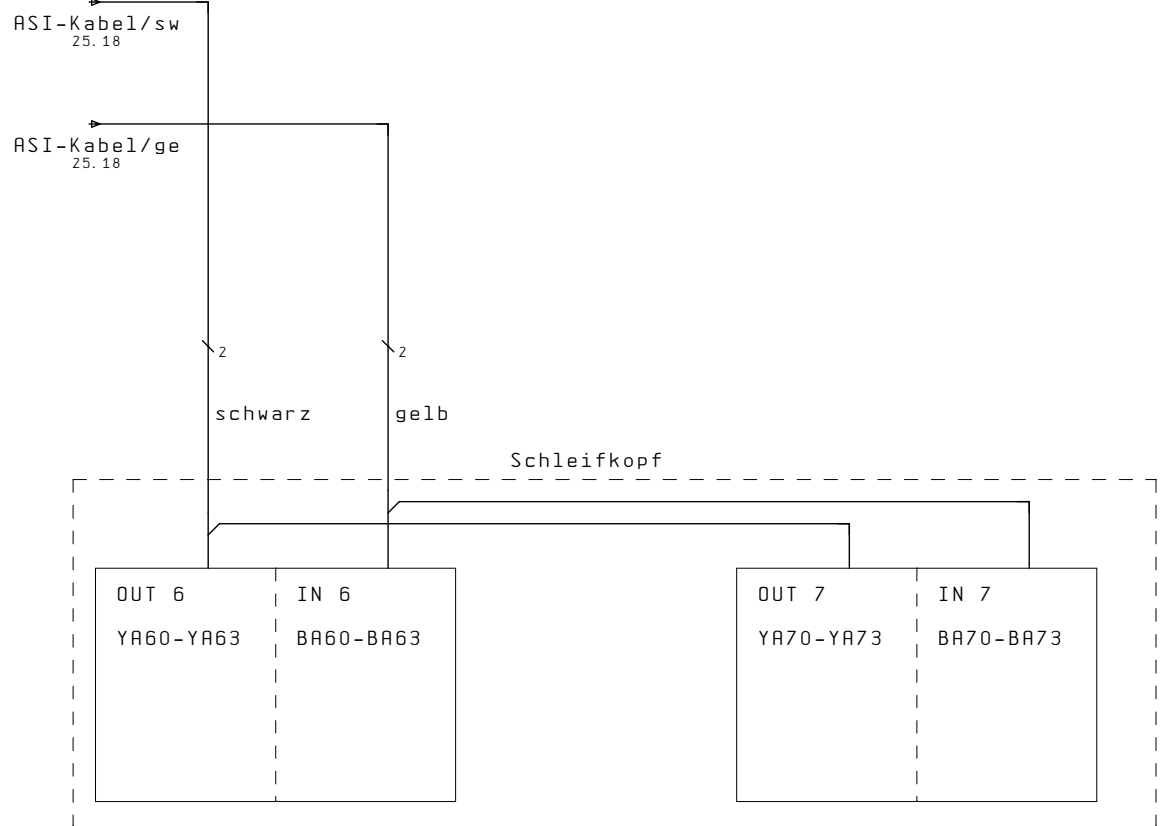 ASI-Kabel/sw
25.18
ASI-Kabel/ge
25.18
2
2
schwarz
gelb
Schleifkopf
OUT 6
IN 6
OUT 7
IN 7
YA60-YA63
BA60-BA63
YA70-YA73
BA70-BA73